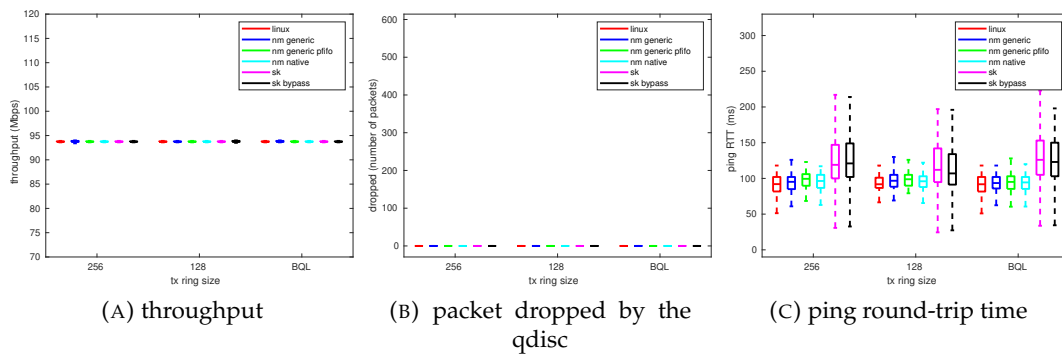 120
115
110
105
100
95
90
85
80
75
70
throughput (Mbps)
linux
nm generic
nm generic pfifo
nm native
sk
sk bypass
256
128
BQL
tx ring size
(A) throughput
600
500
400
300
200
100
0
dropped (number of packets)
linux
nm generic
nm generic pfifo
nm native
sk
sk bypass
256
128
BQL
tx ring size
(B) packet dropped by the
qdisc
300
250
200
150
100
50
0
ping RTT (ms)
linux
nm generic
nm generic pfifo
nm native
sk
sk bypass
256
128
BQL
tx ring size
(C) ping round-trip time